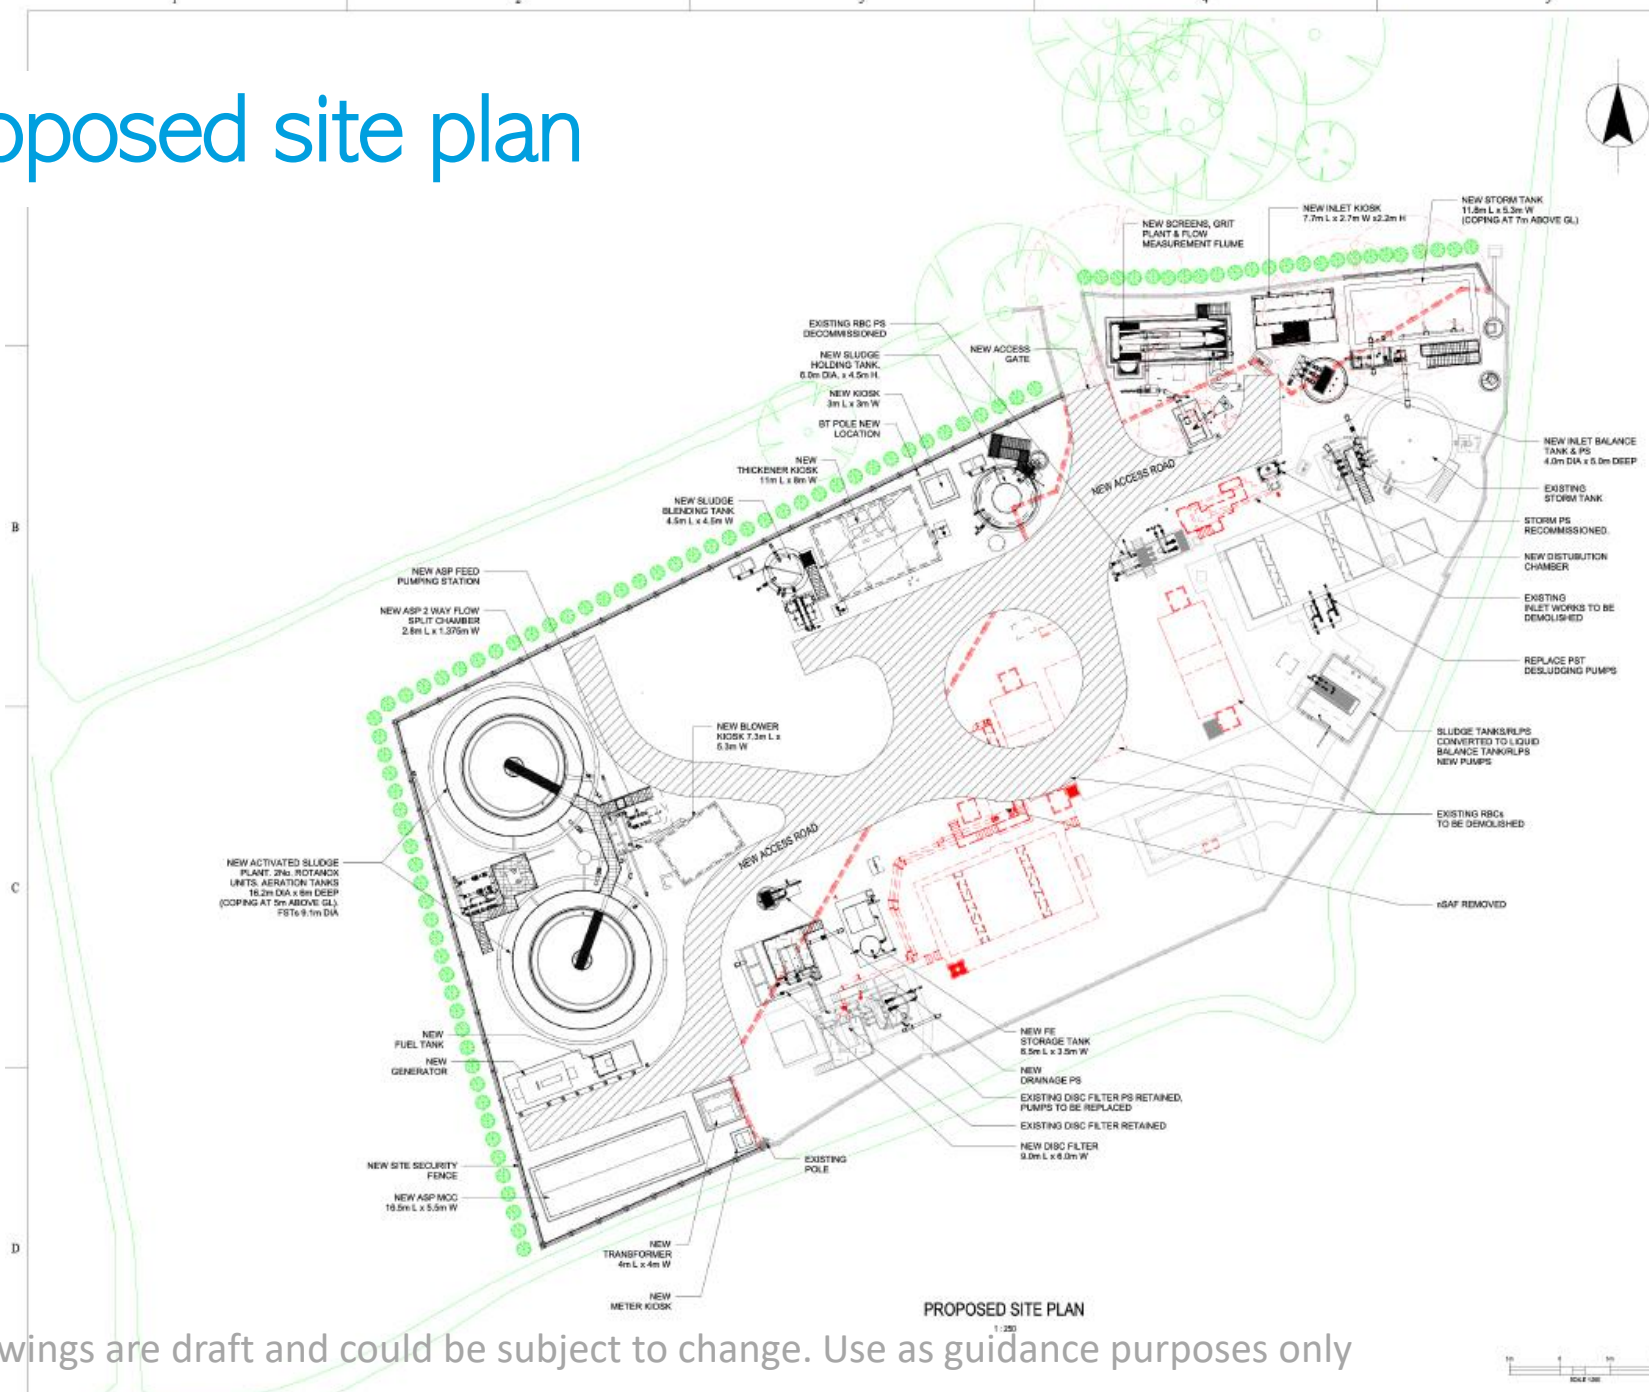 oposed site plan
NEW SCREENS, GRIT
PLANT & FLOW
MEASUREMENT FLUME
NEW INLET KIOSK
7.7m L x 2.7m W x2.2m H
NEW STORM TANK
11.8m L x 5.3m W
(COPING AT 7m ABOVE GL)
EXISTING RBC PS
DECOMMISSIONED
NEW SLUDGE
HOLDING TANK.
6.0m DIA. x 4.5m H.
NEW ACCESS
GATE
NEW KIOSK
3m L x 3m W
BT POLE NEW
LOCATION
NEW
THICKENER KIOSK
11m L x 8m W
NEW SLUDGE
BLENDING TANK
4.5m L x 4.5m W
NEW ACCESS ROAD
NEW INLET BALANCE
TANK & PS
4.0m DIA x 5.0m DEEP
EXISTING
STORM TANK
STORM PS
RECOMMISSIONED.
NEW DISTUBUTION
CHAMBER
EXISTING
INLET WORKS TO BE
DEMOLISHED
REPLACE PST
DESLUDGING PUMPS
B
NEW ASP FEED
PUMPING STATION
NEW ASP 2 WAY FLOW
SPLIT CHAMBER
2.8m L x 1.375m W
NEW BLOWER
KIOSK 7.3m L x
5.3m W
SLUDGE TANKS/RLPS
CONVERTED TO LIQUID
BALANCE TANK/RLPS
NEW PUMPS
EXISTING RBCs
TO BE DEMOLISHED
NEW ACCESS ROAD
C
NEW ACTIVATED SLUDGE
PLANT. 2No. ROTANOX
UNITS. AERATION TANKS
16.2m DIA x 6m DEEP
(COPING AT 5m ABOVE GL).
FSTs 9.1m DIA
nSAF REMOVED
NEW
FUEL TANK
NEW
GENERATOR
NEW FE
STORAGE TANK
6.5m L x 3.5m W
NEW
DRAINAGE PS
EXISTING DISC FILTER PS RETAINED,
PUMPS TO BE REPLACED
EXISTING DISC FILTER RETAINED
NEW DISC FILTER
9.0m L x 6.0m W
EXISTING
POLE
NEW SITE SECURITY
FENCE
NEW ASP MCC
16.5m L x 5.5m W
D
NEW
TRANSFORMER
4m L x 4m W
NEW
METER KIOSK
PROPOSED SITE PLAN
1 : 250
wings are draft and could be subject to change. Use as guidance purposes only
SCALE 1:250